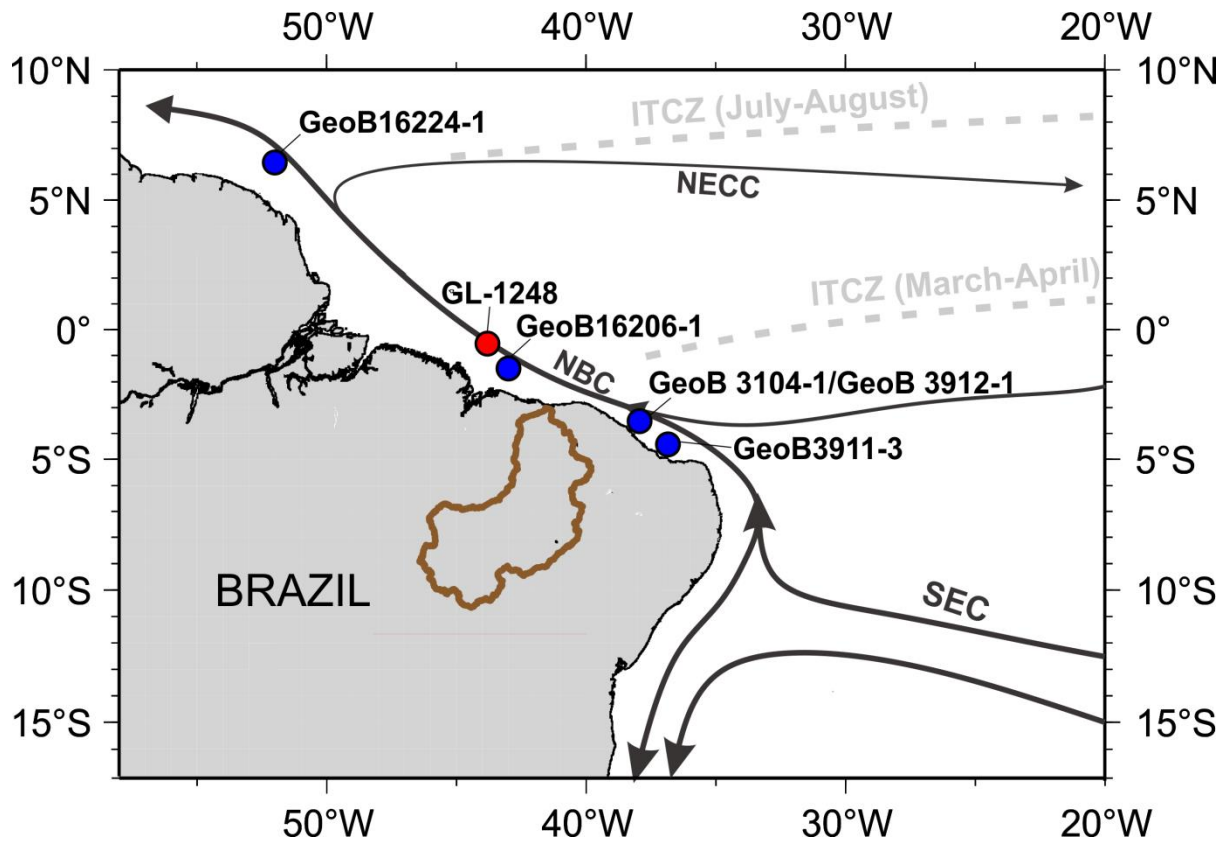 50°W 40°W 30°W 20°W
10°N 10°N
ITCZ (July-August)
GeoB16224-1
NECC
5°N 5°N
ITCZ (March-April)
GL-1248
GeoB16206-1
0° 0°
NBC
GeoB 3104-1/GeoB 3912-1
GeoB3911-3
5°S 5°S
BRAZIL
SEC
10°S 10°S
15°S 15°S
50°W 40°W 30°W 20°W